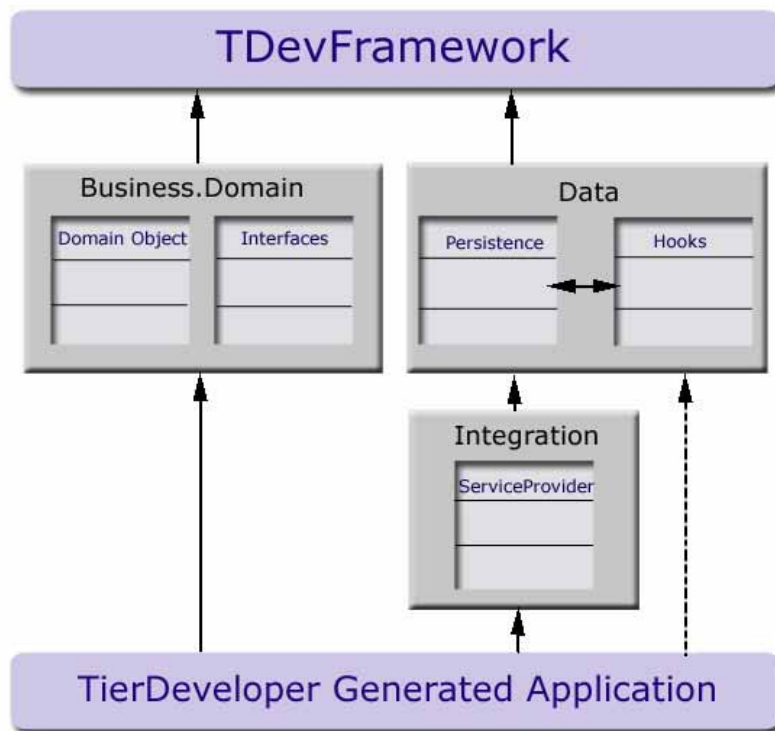 TDevFramework
Business.Domain
Data
Domain Object
Interfaces
Persistence
Hooks
Integration
ServiceProvider
TierDeveloper Generated Application